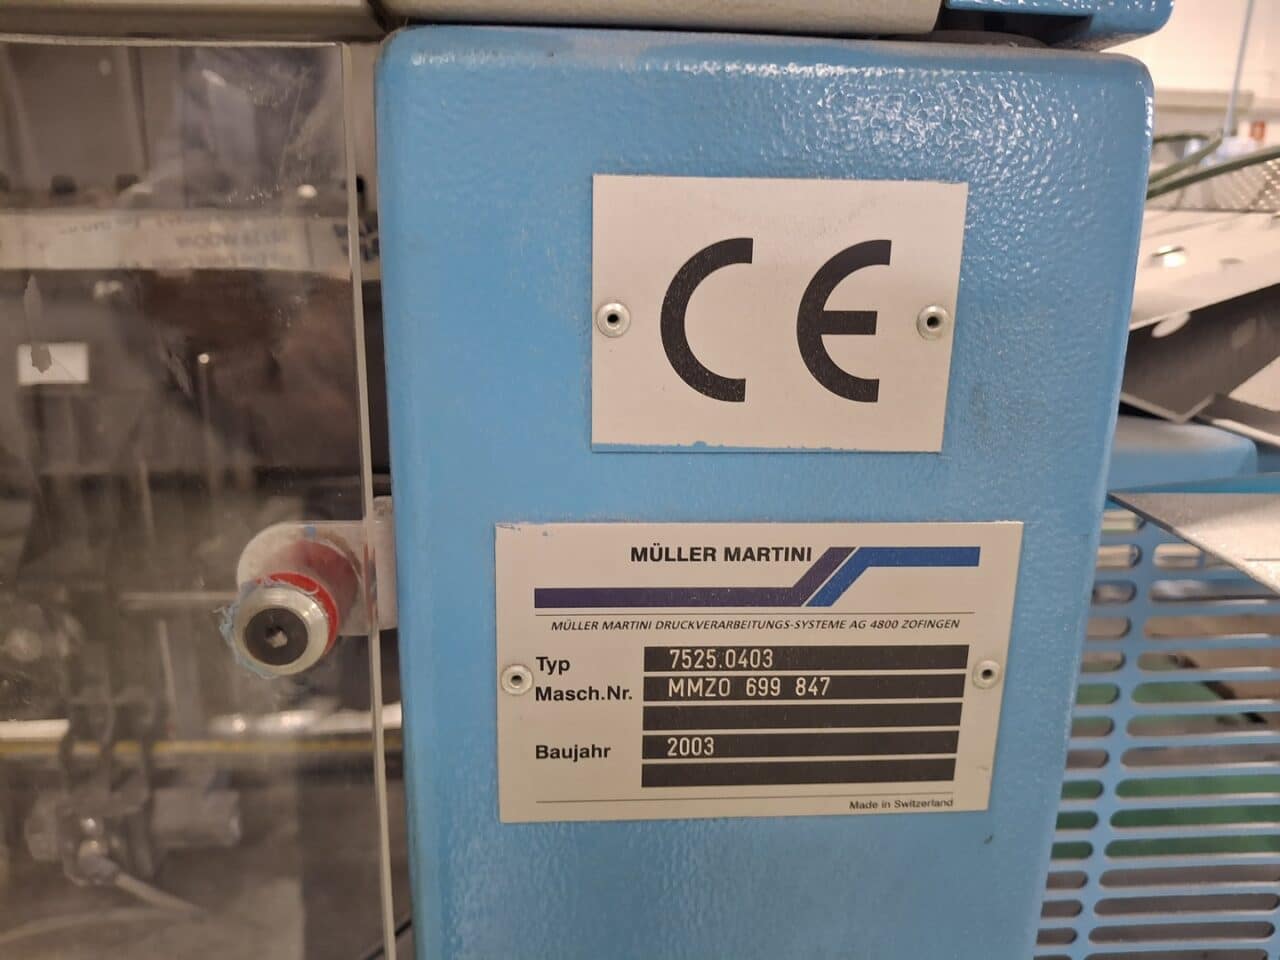 CE
MÜLLER MARTINI
MÜLLER MARTINI DRUCKVERARBEITUNGS-SYSTEME AG 4800 ZOFINGEN
Typ 7525.0403
Masch.Nr. MMZO 699 847
Baujahr 2003
Made in Switzerland